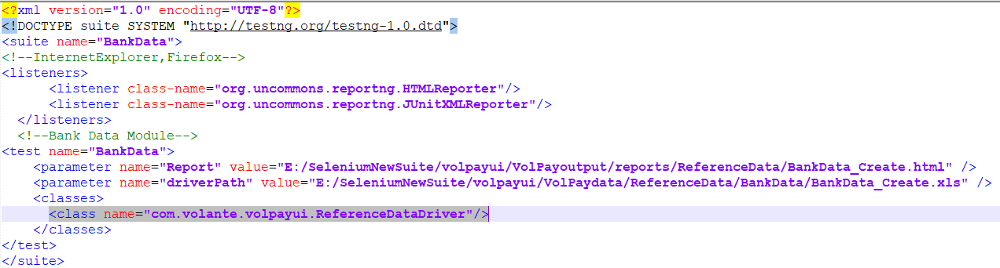 <?xml version="1.0" encoding="UTF-8"?>
<!DOCTYPE suite SYSTEM "http://testng.org/testng-1.0.dtd">
<suite name="BankData">
<!--InternetExplorer,Firefox-->
<listeners>
<listener class-name="org.uncommons.reportng.HTMLReporter"/>
<listener class-name="org.uncommons.reportng.JUnitXMLReporter"/>
</listeners>
<!--Bank Data Module-->
<test name="BankData">
<parameter name="Report" value="E:/SeleniumNewSuite/volpayui/VolPayoutput/reports/ReferenceData/BankData_Create.html" />
<parameter name="driverPath" value="E:/SeleniumNewSuite/volpayui/VolPaydata/ReferenceData/BankData/BankData_Create.xls" />
<classes>
<class name="com.volante.volpayui.ReferenceDataDriver"/>
</classes>
</test>
</suite>